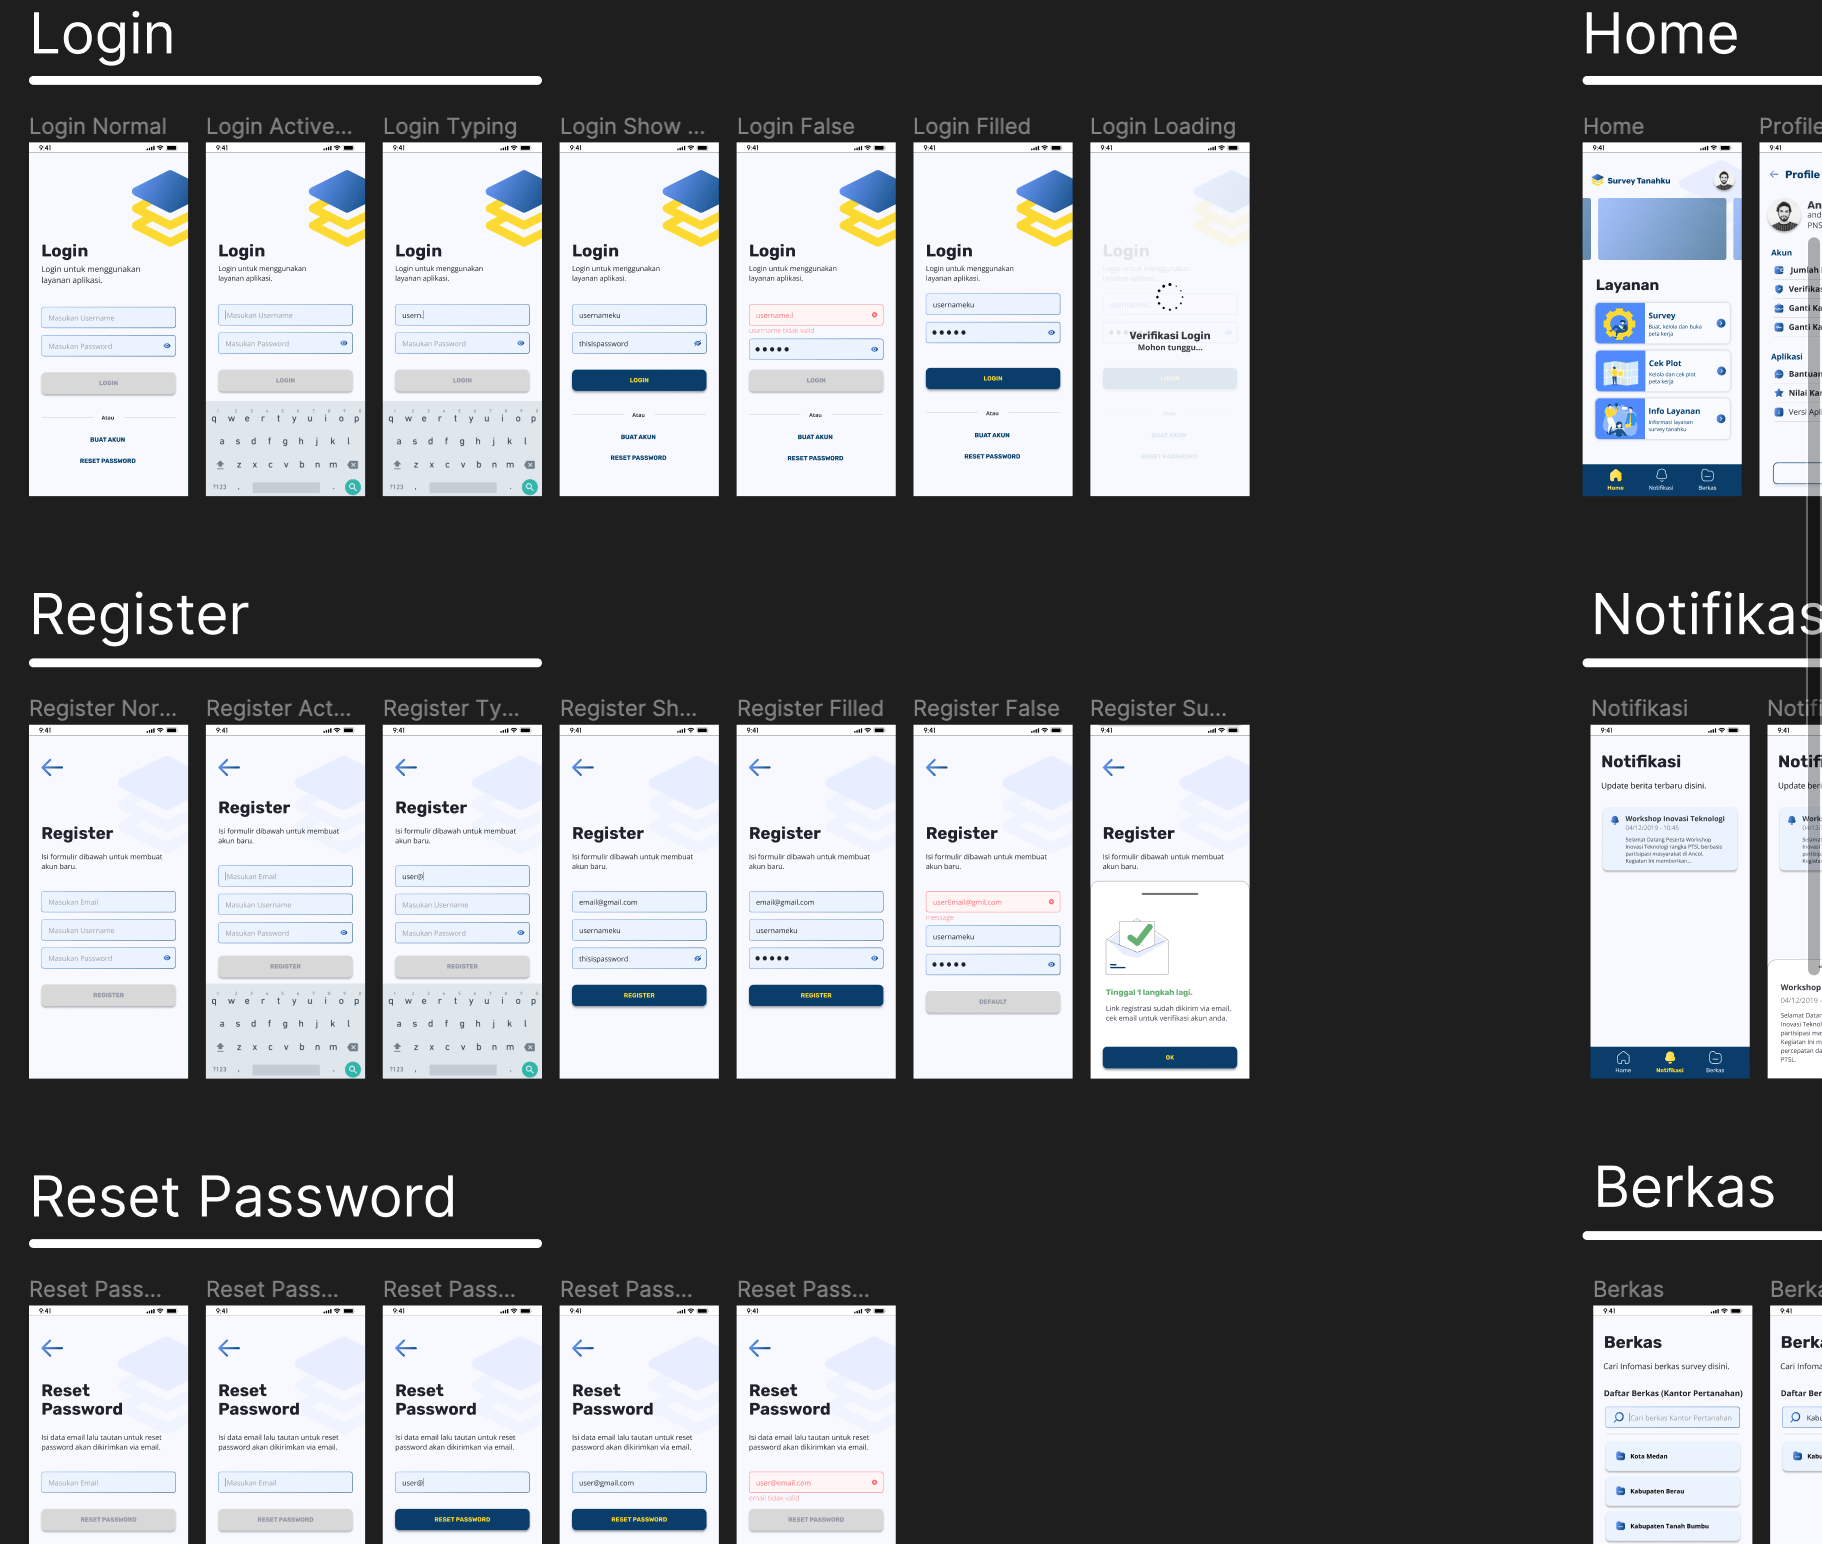 Login
Login Normal
Login Active...
Login Typing
Login Show ...
Login False
Login Filled
Login Loading
9:41
Login
Login untuk menggunakan
layanan aplikasi.
Masukan Username
Masukan Password
LOGIN
Atau
BUAT AKUN
RESET PASSWORD
9:41
Login
Login untuk menggunakan
layanan aplikasi.
Masukan Username
Masukan Password
LOGIN
q w e r t y u i o p
a s d f g h j k l
z x c v b n m
?123 , .
9:41
Login
Login untuk menggunakan
layanan aplikasi.
usern.
Masukan Password
LOGIN
q w e r t y u i o p
a s d f g h j k l
z x c v b n m
?123 , .
9:41
Login
Login untuk menggunakan
layanan aplikasi.
usernameku
thisispassword
LOGIN
Atau
BUAT AKUN
RESET PASSWORD
9:41
Login
Login untuk menggunakan
layanan aplikasi.
username.l
username tidak valid
LOGIN
Atau
BUAT AKUN
RESET PASSWORD
9:41
Login
Login untuk menggunakan
layanan aplikasi.
usernameku
LOGIN
Atau
BUAT AKUN
RESET PASSWORD
9:41
Login
Login untuk menggunakan
layanan aplikasi.
usernameku
Verifikasi Login
Mohon tunggu...
LOGIN
Atau
BUAT AKUN
RESET PASSWORD
Home
Home
Profile
9:41
Survey Tanahku
Layanan
Survey
Buat, kelola dan buka
peta kerja
Cek Plot
Kelola dan cek plot
peta kerja
Info Layanan
Informasi layanan
survey tanahku
Home
Notifikasi
Berkas
9:41
Profile
An
and
PNS
Akun
Jumlah
Verifikas
Ganti Ka
Ganti Ka
Aplikasi
Bantuan
Nilai Kam
Versi Apl
Register
Register Nor...
Register Act...
Register Ty...
Register Sh...
Register Filled
Register False
Register Su...
9:41
Register
Isi formulir dibawah untuk membuat
akun baru.
Masukan Email
Masukan Username
Masukan Password
REGISTER
9:41
Register
Isi formulir dibawah untuk membuat
akun baru.
Masukan Email
Masukan Username
Masukan Password
REGISTER
q w e r t y u i o p
a s d f g h j k l
z x c v b n m
?123 , .
9:41
Register
Isi formulir dibawah untuk membuat
akun baru.
user@
Masukan Username
Masukan Password
REGISTER
q w e r t y u i o p
a s d f g h j k l
z x c v b n m
?123 , .
9:41
Register
Isi formulir dibawah untuk membuat
akun baru.
email@gmail.com
usernameku
thisispassword
REGISTER
9:41
Register
Isi formulir dibawah untuk membuat
akun baru.
email@gmail.com
usernameku
REGISTER
9:41
Register
Isi formulir dibawah untuk membuat
akun baru.
userEmail@gmil.com
message
usernameku
DEFAULT
9:41
Register
Isi formulir dibawah untuk membuat
akun baru.
Tinggal 1 langkah lagi.
Link registrasi sudah dikirim via email,
cek email untuk verifikasi akun anda.
OK
Notifikas
Notifikasi
Notifi
9:41
Notifikasi
Update berita terbaru disini.
Workshop Inovasi Teknologi
04/12/2019 - 10:45
Selamat Datang Peserta Workshop
Inovasi Teknologi rangka PTSL berbasis
partisipasi masyarakat di Ancol.
Kegiatan Ini memberikan...
Home
Notifikasi
Berkas
9:41
Notifi
Update beri
Works
04/12/
Selamat
Inovasi
partisip
Kegiatan
Workshop
04/12/2019 -
Selamat Datan
Inovasi Teknol
partisipasi mas
Kegiatan Ini m
percepatan da
PTSL.
Reset Password
Reset Pass...
Reset Pass...
Reset Pass...
Reset Pass...
Reset Pass...
9:41
Reset
Password
Isi data email lalu tautan untuk reset
password akan dikirimkan via email.
Masukan Email
RESET PASSWORD
9:41
Reset
Password
Isi data email lalu tautan untuk reset
password akan dikirimkan via email.
Masukan Email
RESET PASSWORD
9:41
Reset
Password
Isi data email lalu tautan untuk reset
password akan dikirimkan via email.
user@
RESET PASSWORD
9:41
Reset
Password
Isi data email lalu tautan untuk reset
password akan dikirimkan via email.
user@gmail.com
RESET PASSWORD
9:41
Reset
Password
Isi data email lalu tautan untuk reset
password akan dikirimkan via email.
user@email.com
email tidak valid
RESET PASSWORD
Berkas
Berkas
Berka
9:41
Berkas
Cari Infomasi berkas survey disini.
Daftar Berkas (Kantor Pertanahan)
Cari berkas Kantor Pertanahan
Kota Medan
Kabupaten Berau
Kabupaten Tanah Bumbu
9:41
Berka
Cari Infoma
Daftar Ber
Kabu
Kabu